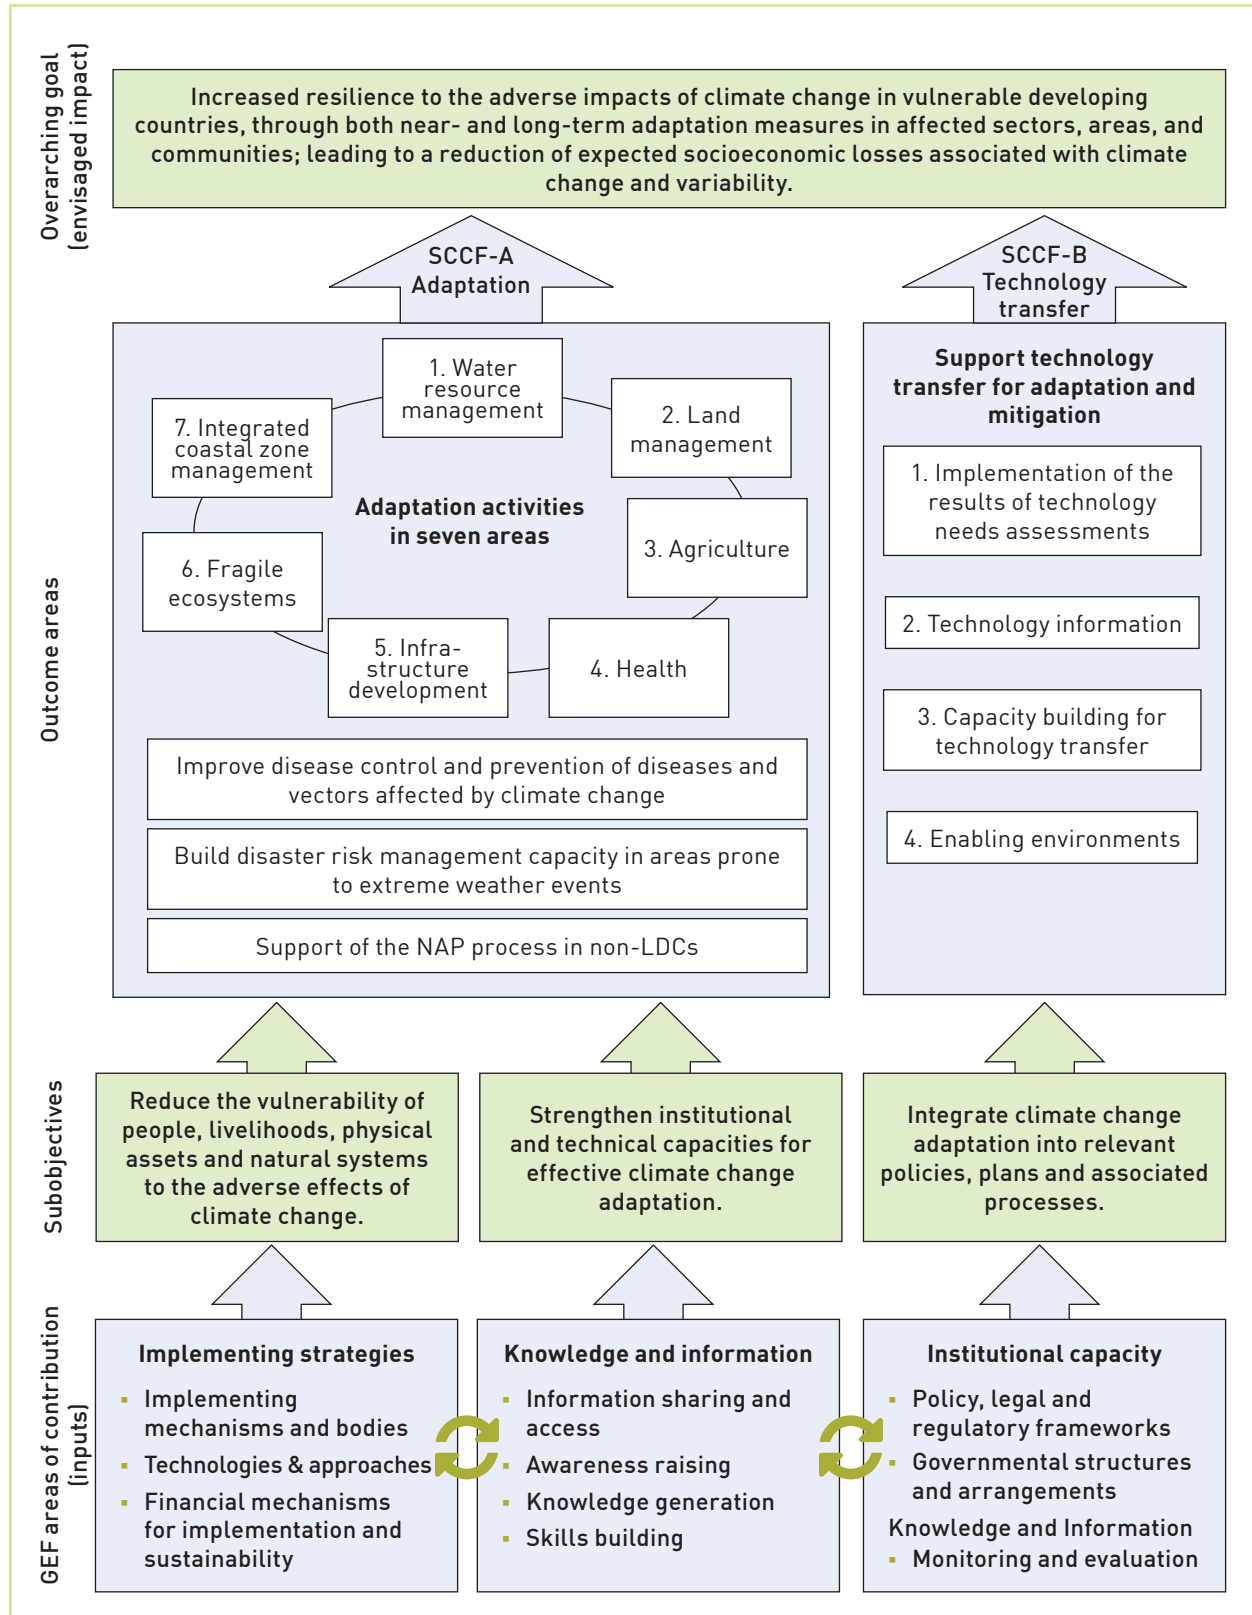 Overarching goal
(envisaged impact)
Increased resilience to the adverse impacts of climate change in vulnerable developing
countries, through both near- and long-term adaptation measures in affected sectors, areas, and
communities; leading to a reduction of expected socioeconomic losses associated with climate
change and variability.
SCCF-A
Adaptation
SCCF-B
Technology
transfer
Outcome areas
1. Water
resource
management
2. Land
management
3. Agriculture
4. Health
5. Infra-
structure
development
6. Fragile
ecosystems
7. Integrated
coastal zone
management
Adaptation activities
in seven areas
Improve disease control and prevention of diseases and
vectors affected by climate change
Build disaster risk management capacity in areas prone
to extreme weather events
Support of the NAP process in non-LDCs
Support technology
transfer for adaptation and
mitigation
1. Implementation of the
results of technology
needs assessments
2. Technology information
3. Capacity building for
technology transfer
4. Enabling environments
Subobjectives
Reduce the vulnerability of
people, livelihoods, physical
assets and natural systems
to the adverse effects of
climate change.
Strengthen institutional
and technical capacities for
effective climate change
adaptation.
Integrate climate change
adaptation into relevant
policies, plans and associated
processes.
GEF areas of contribution
(inputs)
Implementing strategies
▪ Implementing
mechanisms and bodies
▪ Technologies & approaches
▪ Financial mechanisms
for implementation and
sustainability
Knowledge and information
▪ Information sharing and
access
▪ Awareness raising
▪ Knowledge generation
▪ Skills building
Institutional capacity
▪ Policy, legal and
regulatory frameworks
▪ Governmental structures
and arrangements
Knowledge and Information
▪ Monitoring and evaluation